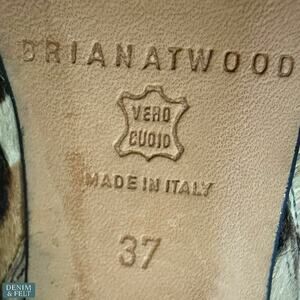 BRIANATWOOD
VERO
CUOIO
MADE IN ITALY
37
DENIM
& FELT